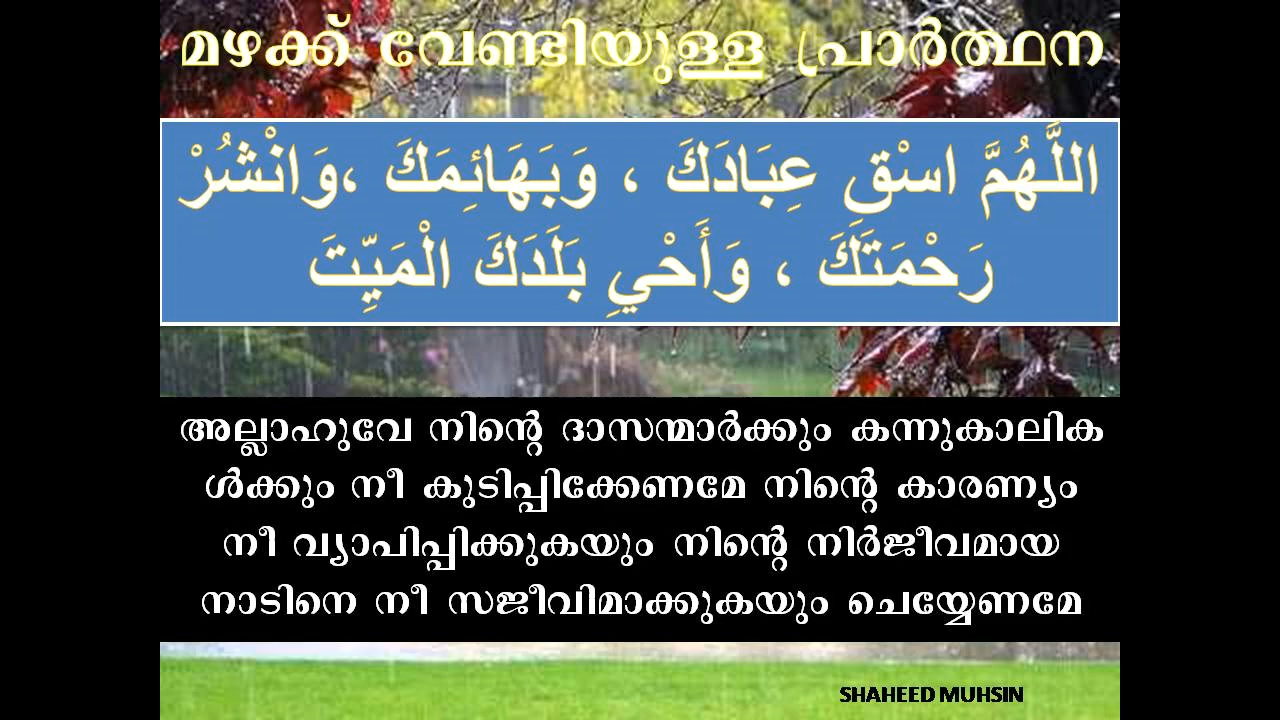 മഴക്ക് വേണ്ടിയുള്ള പ്രാർത്ഥന
اللَّهُمَّ اسْقِ عِبَادَكَ ، وَبَهَائِمَكَ ،وَانْشُرْ
رَحْمَتَكَ ، وَأَحْيِ بَلَدَكَ الْمَيِّتَ
അല്ലാഹുവേ നിന്റെ ദാസന്മാർക്കും കന്നുകാലിക
ൾക്കും നീ കുടിപ്പിക്കേണമേ നിന്റെ കാരണ്യം
നീ വ്യാപിപ്പിക്കുകയും നിന്റെ നിർജീവമായ
നാടിനെ നീ സജീവിമാക്കുകയും ചെയ്യേണമേ
SHAHEED MUHSIN